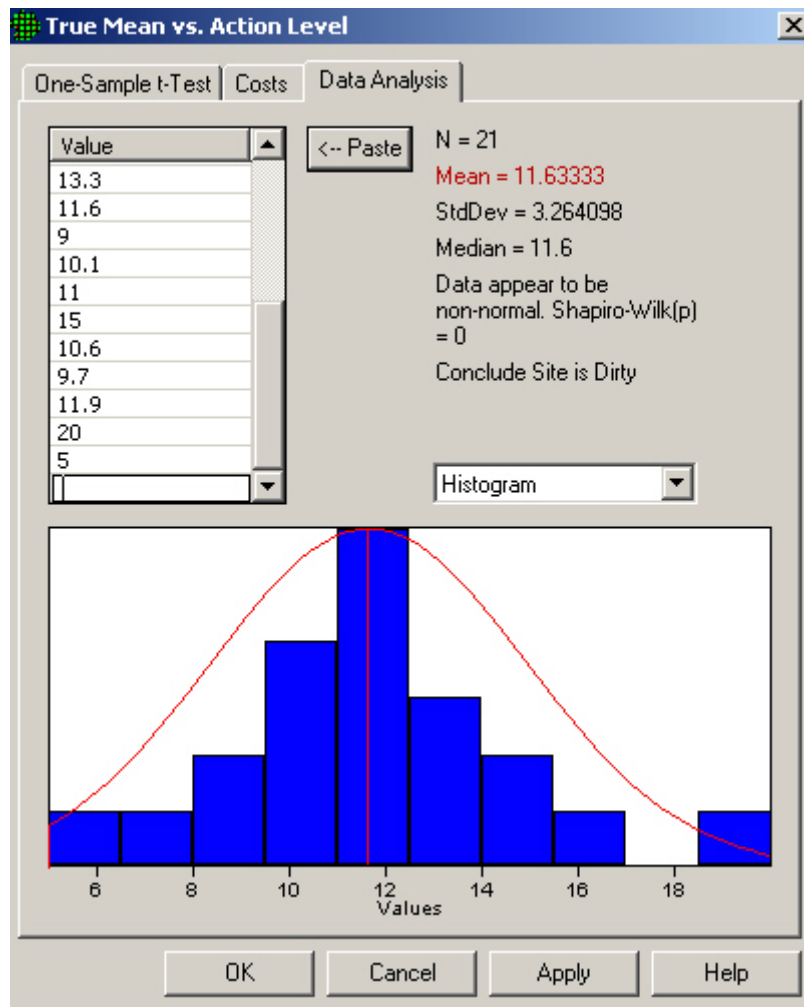 True Mean vs. Action Level
One-Sample t-Test
Costs
Data Analysis
Value
13.3
11.6
9
10.1
11
15
10.6
9.7
11.9
20
5
<-- Paste
N = 21
Mean = 11.63333
StdDev = 3.264098
Median = 11.6
Data appear to be
non-normal. Shapiro-Wilk(p)
= 0
Conclude Site is Dirty
Histogram
6 8 10 12 14 16 18
Values
OK
Cancel
Apply
Help